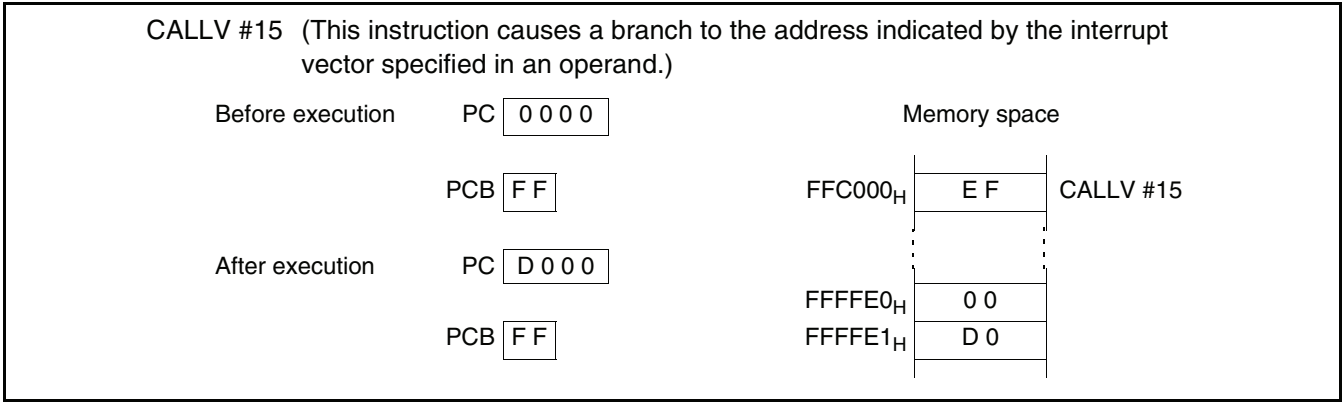 CALLV #15 (This instruction causes a branch to the address indicated by the interrupt
vector specified in an operand.)
Before execution PC 0 0 0 0 Memory space
PCB F F FFC000H E F CALLV #15
After execution PC D 0 0 0
FFFFE0H 0 0
PCB F F FFFFE1H D 0